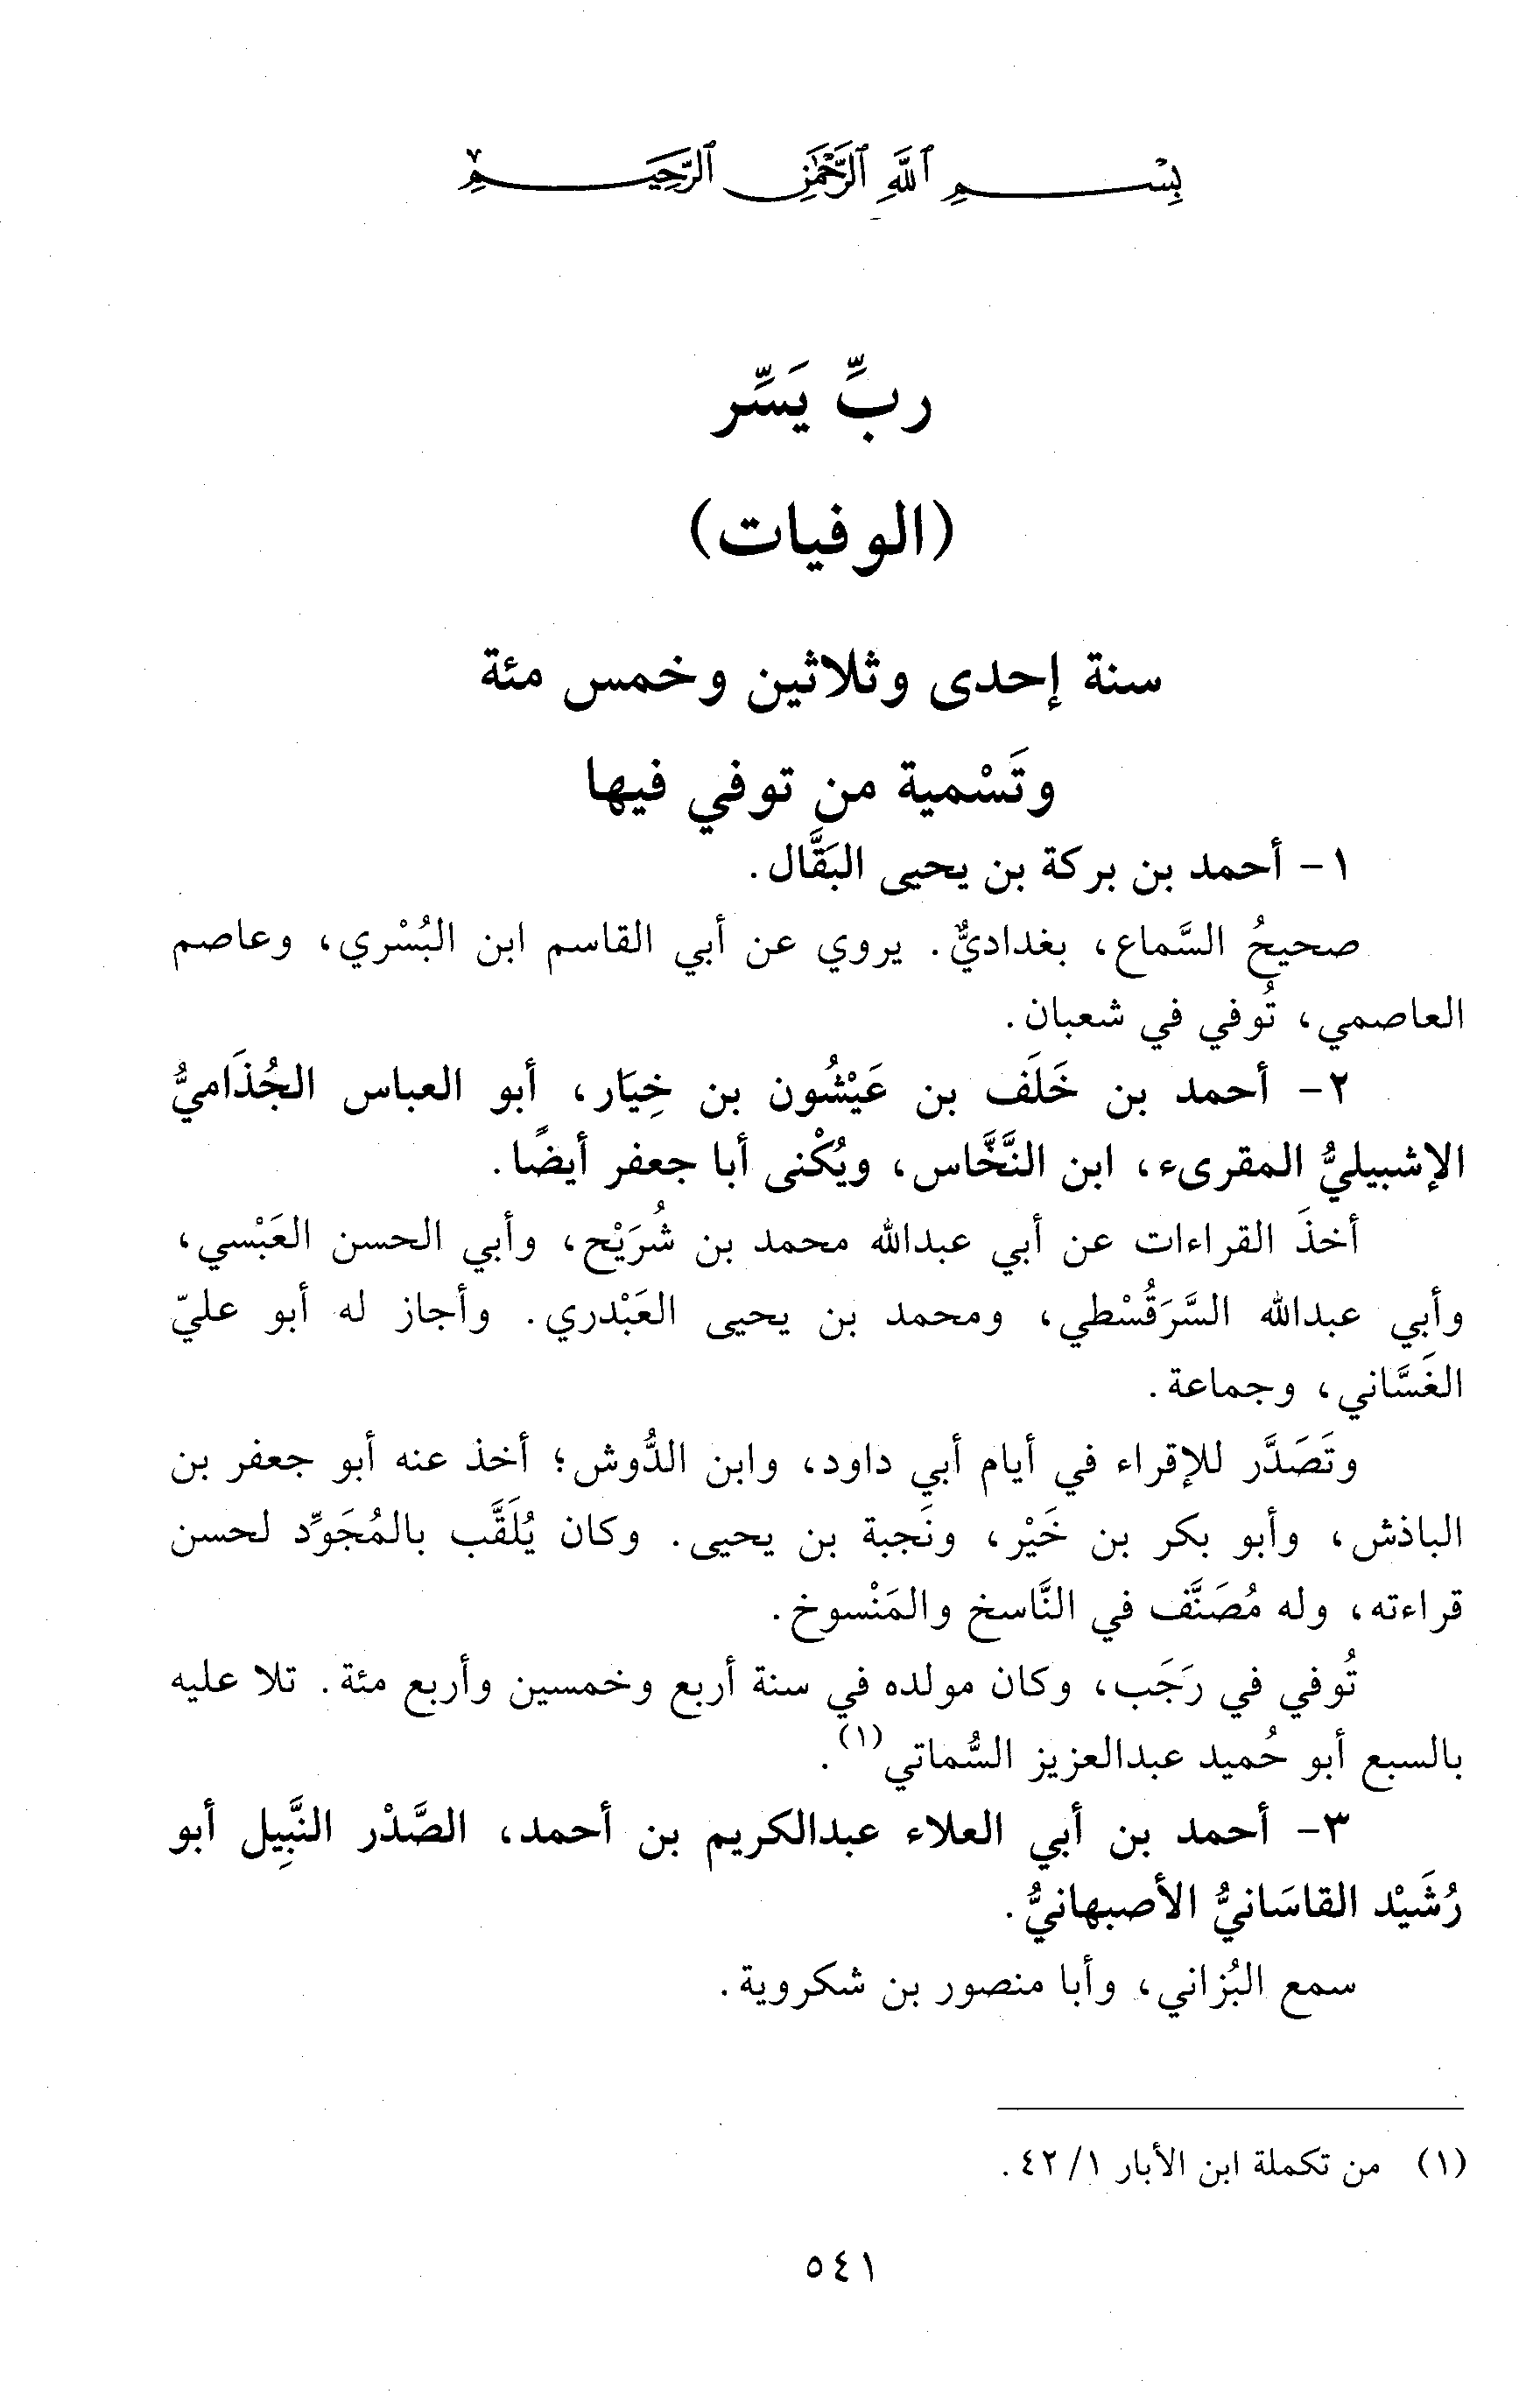 بِسْمِ ٱللَّهِ ٱلرَّحْمَٰنِ ٱلرَّحِيمِ
ربِّ يَسِّر
(الوفيات)
سنة إحدى وثلاثين وخمس مئة
وتَسْمية من توفي فيها
١- أحمد بن بركة بن يحيى البَقَّال.
صحيحُ السَّماع، بغداديٌّ. يروي عن أبي القاسم ابن البُسْري، وعاصم
العاصمي، تُوفي في شعبان.
٢- أحمد بن خَلَف بن عَيْشُون بن خِيَار، أبو العباس الجُذَاميُّ
الإشبيليُّ المقرىء، ابن النَّخَّاس، ويُكْنى أبا جعفر أيضًا.
أخذَ القراءات عن أبي عبدالله محمد بن شُرَيْح، وأبي الحسن العَبْسي،
وأبي عبدالله السَّرَقُسْطي، ومحمد بن يحيى العَبْدري. وأجاز له أبو عليّ
الغَسَّاني، وجماعة.
وتَصَدَّر للإقراء في أيام أبي داود، وابن الدُّوش؛ أخذ عنه أبو جعفر بن
الباذش، وأبو بكر بن خَيْر، ونَجبة بن يحيى. وكان يُلَقَّب بالمُجَوِّد لحسن
قراءته، وله مُصَنَّف في النَّاسخ والمَنْسوخ.
تُوفي في رَجَب، وكان مولده في سنة أربع وخمسين وأربع مئة. تلا عليه
بالسبع أبو حُميد عبدالعزيز السُّماتي(١).
٣- أحمد بن أبي العلاء عبدالكريم بن أحمد، الصَّدْر النَّبِيل أبو
رُشَيْد القاسَانيُّ الأصبهانيُّ.
سمع البُزاني، وأبا منصور بن شكروية.
(١) من تكملة ابن الأبار ١/ ٤٢.
٥٤١